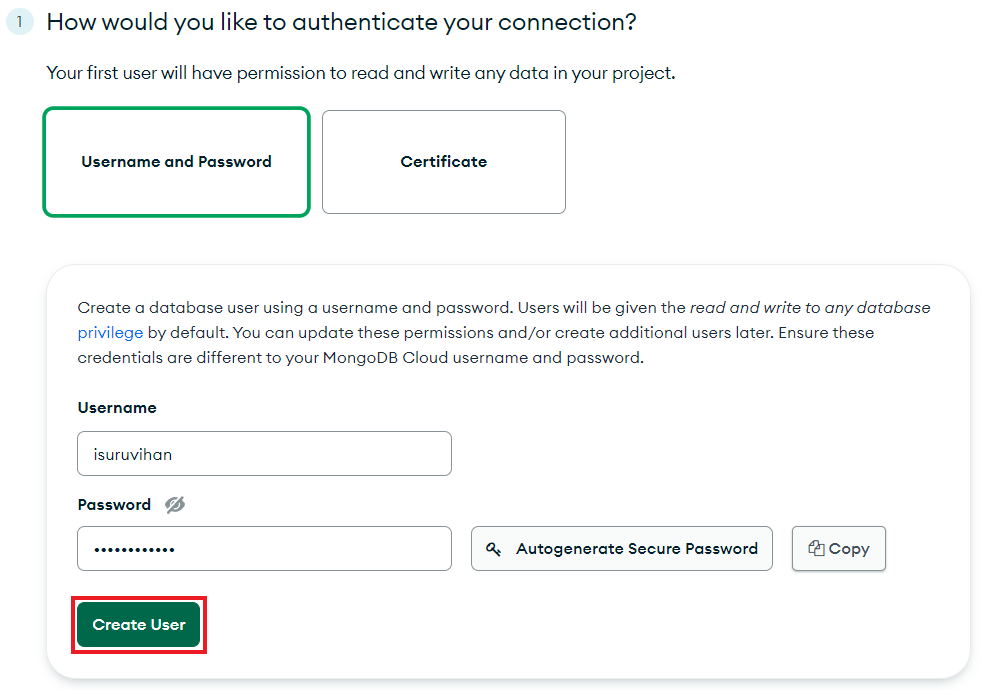 1 How would you like to authenticate your connection?
Your first user will have permission to read and write any data in your project.
Username and Password Certificate
Create a database user using a username and password. Users will be given the read and write to any database
privilege by default. You can update these permissions and/or create additional users later. Ensure these
credentials are different to your MongoDB Cloud username and password.
Username
isuruvihan
Password
••••••••••••
Autogenerate Secure Password Copy
Create User